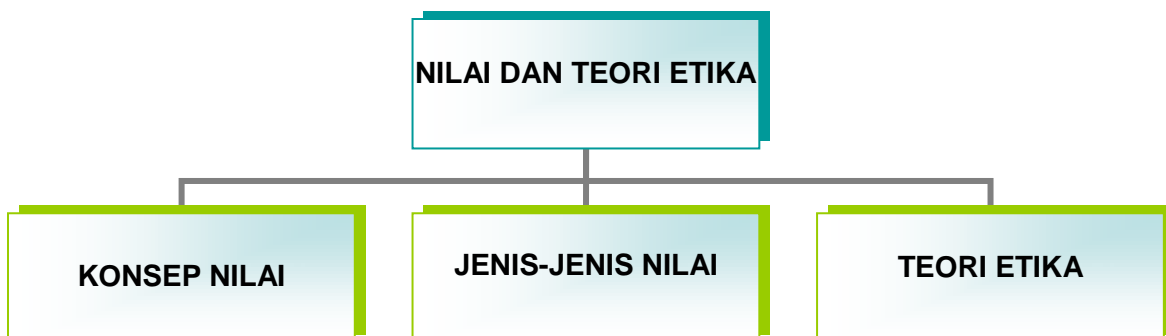 NILAI DAN TEORI ETIKA
KONSEP NILAI
JENIS-JENIS NILAI
TEORI ETIKA